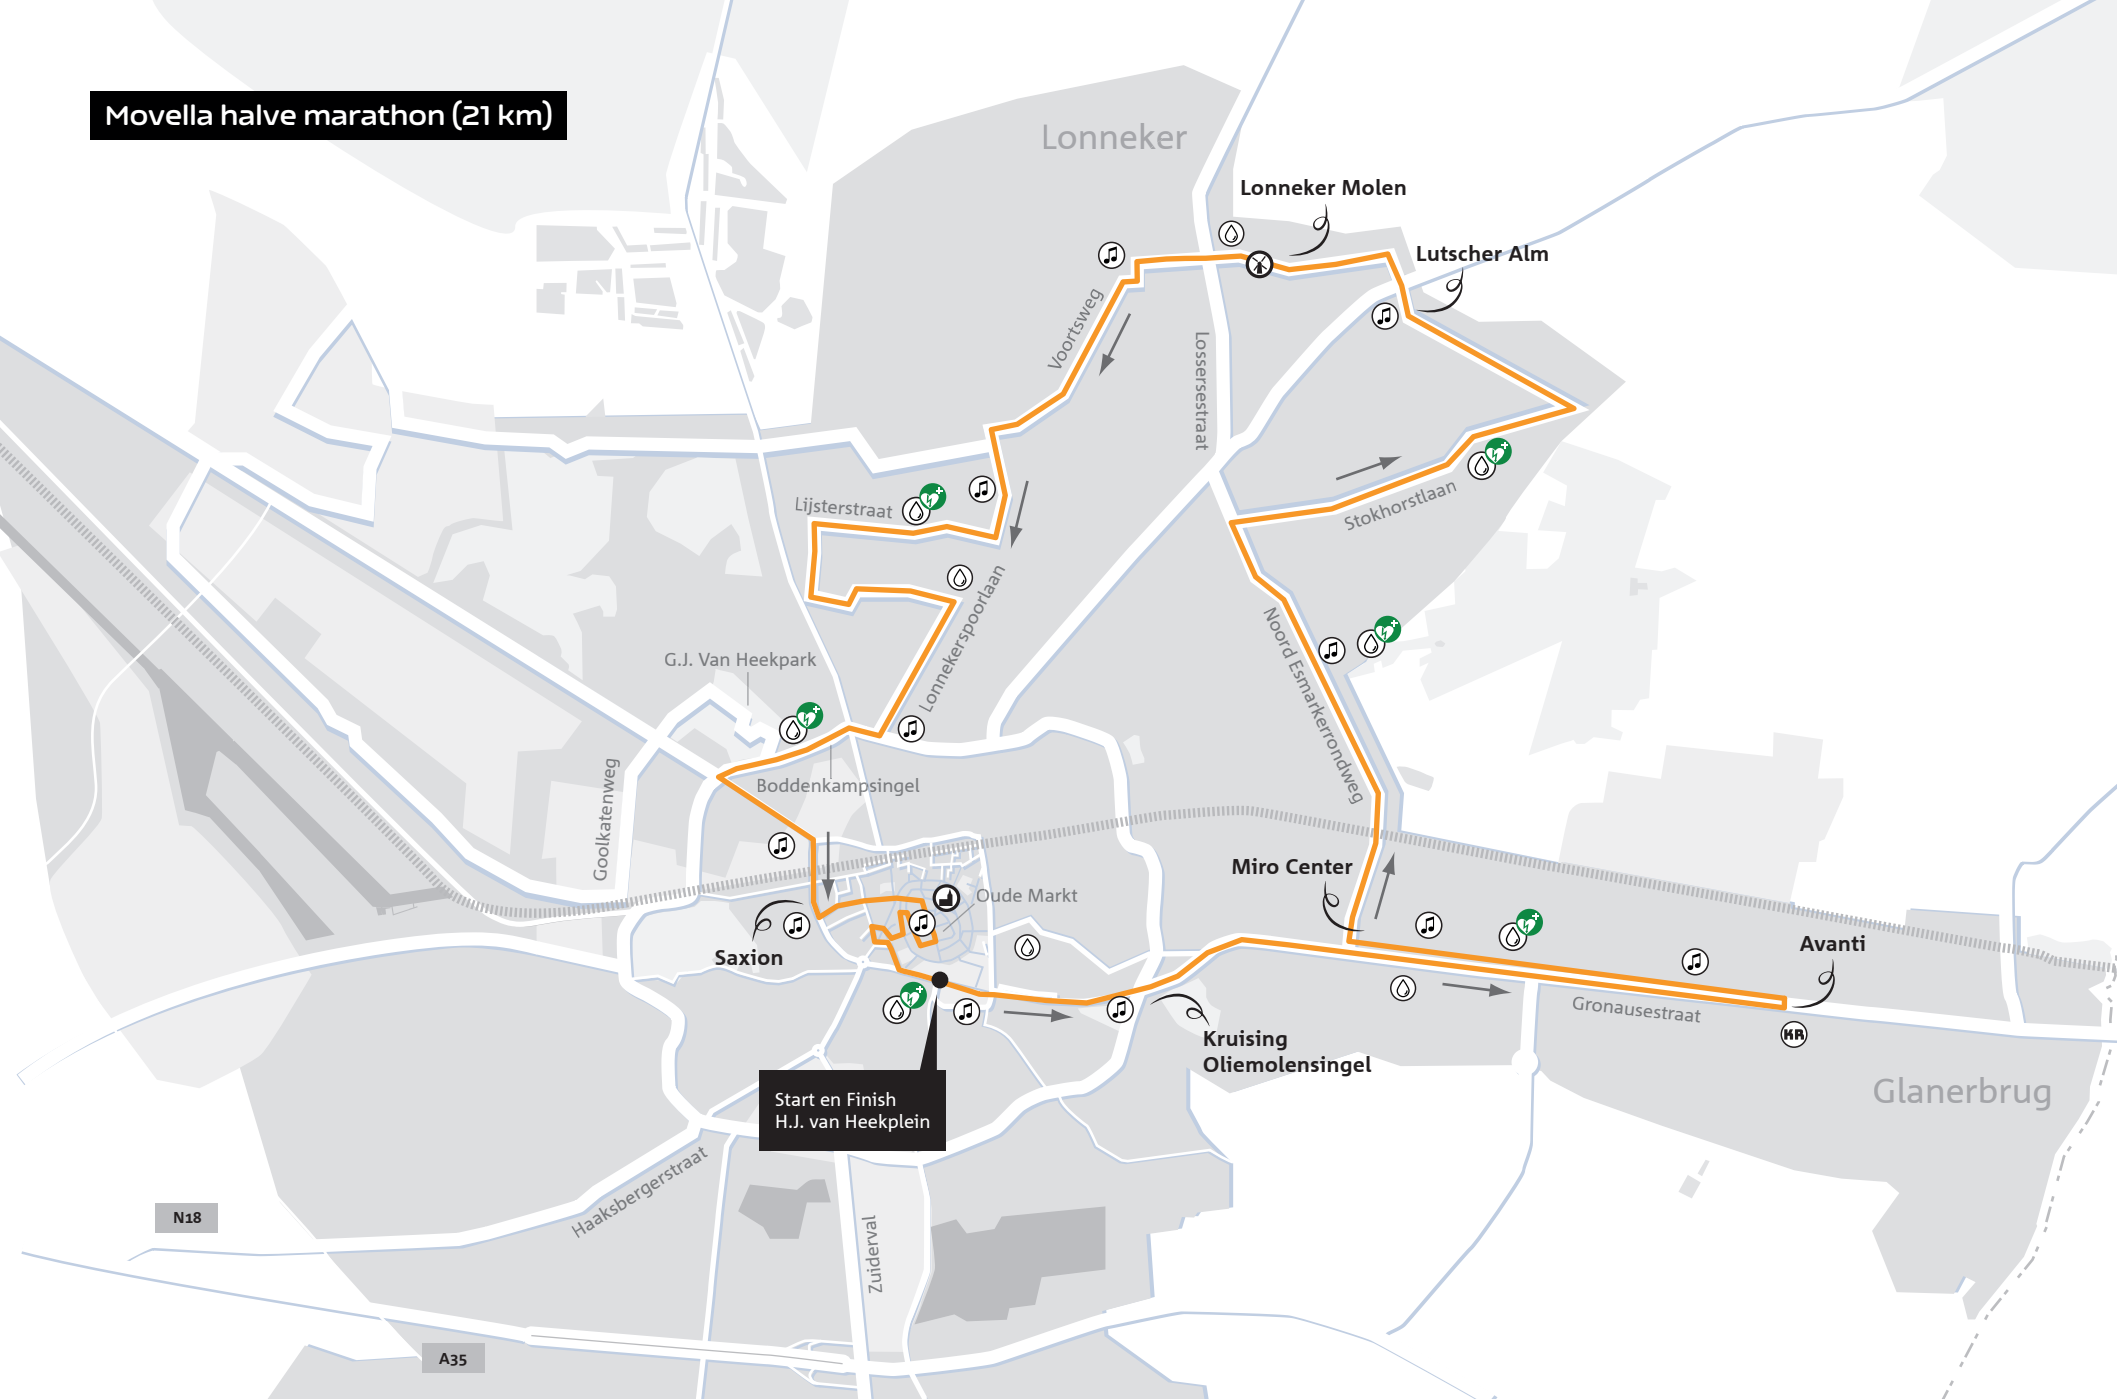 Movella halve marathon (21 km)
Lonneker
Lonneker Molen
Lutscher Alm
Voortsweg
Lossersestraat
Stokhorstlaan
Lijsterstraat
Lonnekerspoorlaan
Noord Esmarkerrondweg
G.J. Van Heekpark
Boddenkampsingel
Goolkatenweg
Miro Center
Oude Markt
Saxion
Avanti
Gronausestraat
KR
Kruising
Oliemolensingel
Start en Finish
H.J. van Heekplein
Glanerbrug
Haaksbergerstraat
Zuiderval
N18
A35